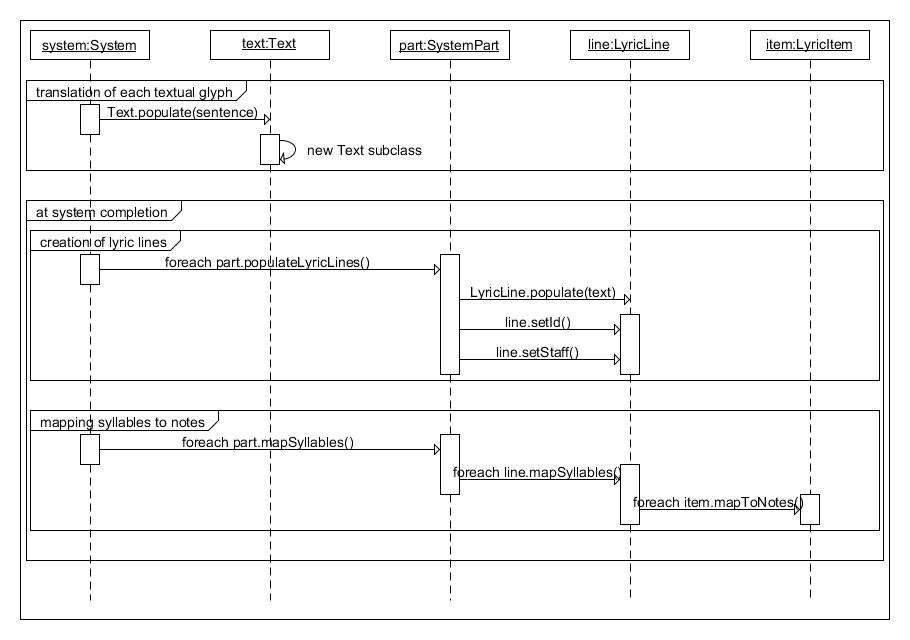 system:System
text:Text
part:SystemPart
line:LyricLine
item:LyricItem
translation of each textual glyph
Text.populate(sentence)
new Text subclass
at system completion
creation of lyric lines
foreach part.populateLyricLines()
LyricLine.populate(text)
line.setId()
line.setStaff()
mapping syllables to notes
foreach part.mapSyllables()
foreach line.mapSyllables()
foreach item.mapToNotes()